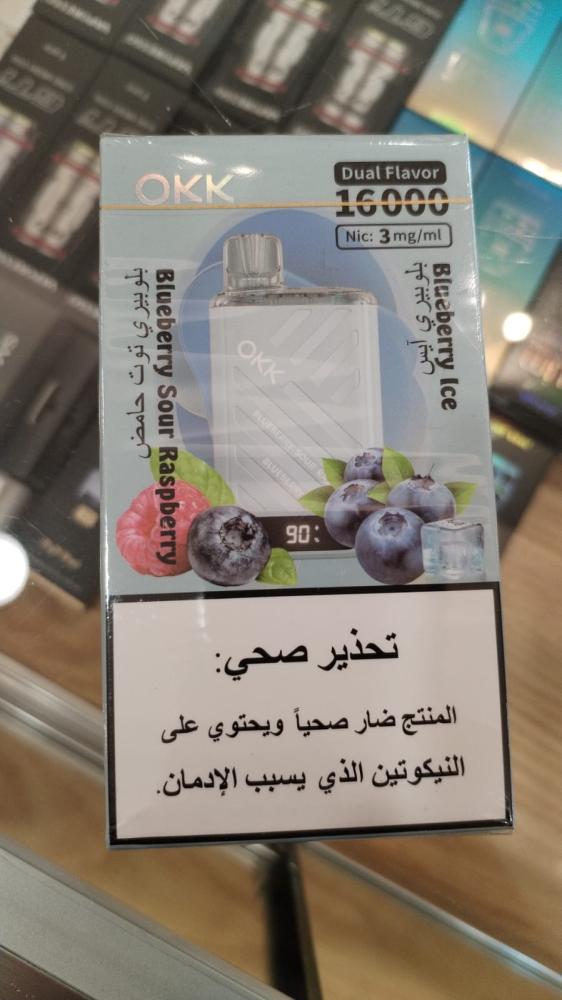 OKK
Dual Flavor
16000
Nic: 3mg/ml
Blueberry Ice
بلوبيري آيس
Blueberry Sour Raspberry
بلوبيري توت حامض
OKK
90
تحذير صحي:
المنتج ضار صحياً ويحتوي على
النيكوتين الذي يسبب الإدمان.